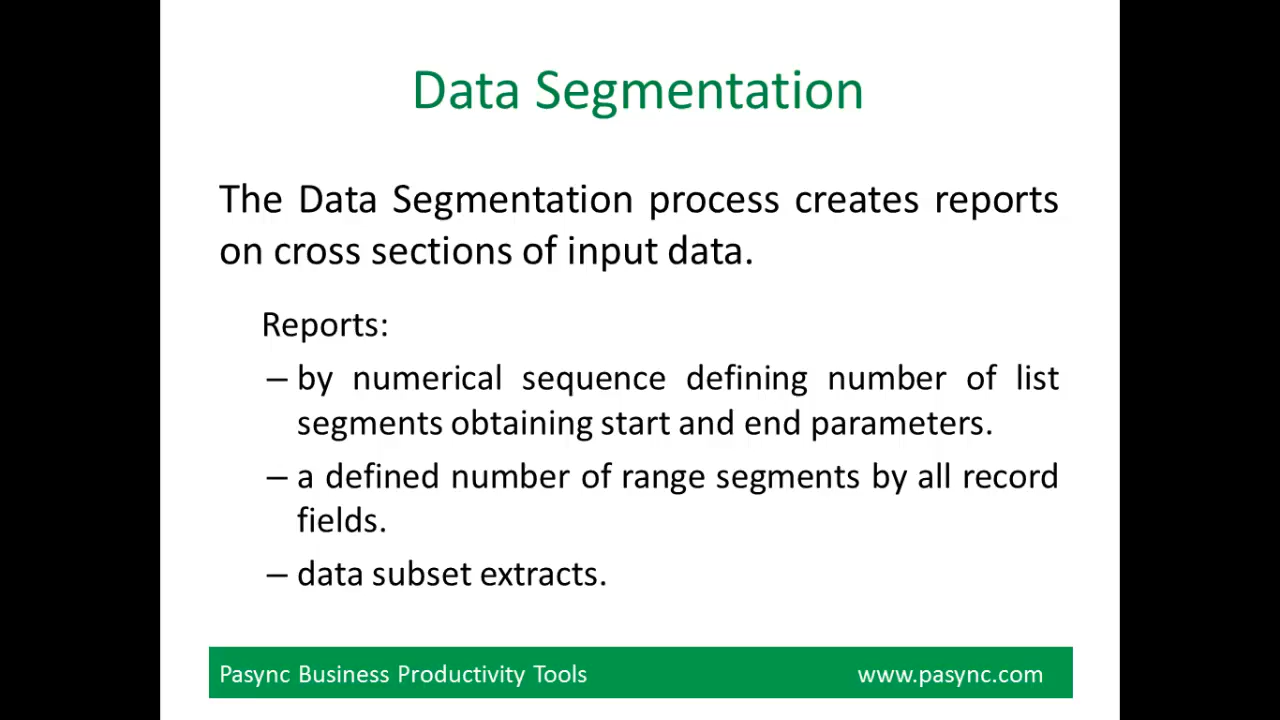 Data Segmentation
The Data Segmentation process creates reports
on cross sections of input data.
Reports:
– by numerical sequence defining number of list
segments obtaining start and end parameters.
– a defined number of range segments by all record
fields.
– data subset extracts.
Pasync Business Productivity Tools
www.pasync.com